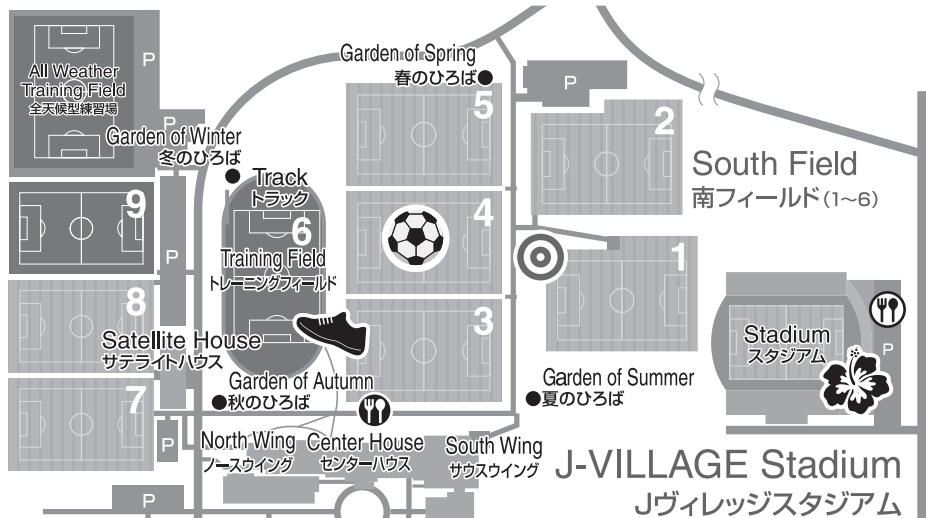 All Weather
Training Field
全天候型練習場
P
P
Garden of Winter
冬のひろば
Garden of Spring
春のひろば
5
P
2
South Field
南フィールド(1〜6)
Track
トラック
6
Training Field
トレーニングフィールド
4
1
9
P
8
Satellite House
サテライトハウス
3
Stadium
スタジアム
P
7
Garden of Autumn
秋のひろば
Garden of Summer
夏のひろば
P
North Wing
ノースウイング
Center House
センターハウス
South Wing
サウスウイング
J-VILLAGE Stadium
Jヴィレッジスタジアム
P